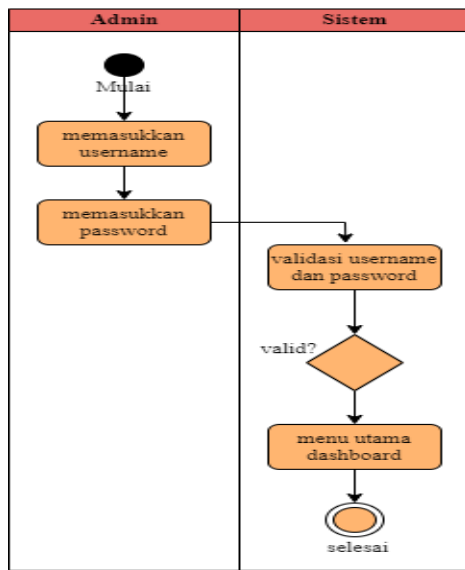 Admin
Sistem
Mulai
memasukkan
username
memasukkan
password
validasi username
dan password
valid?
menu utama
dashboard
selesai